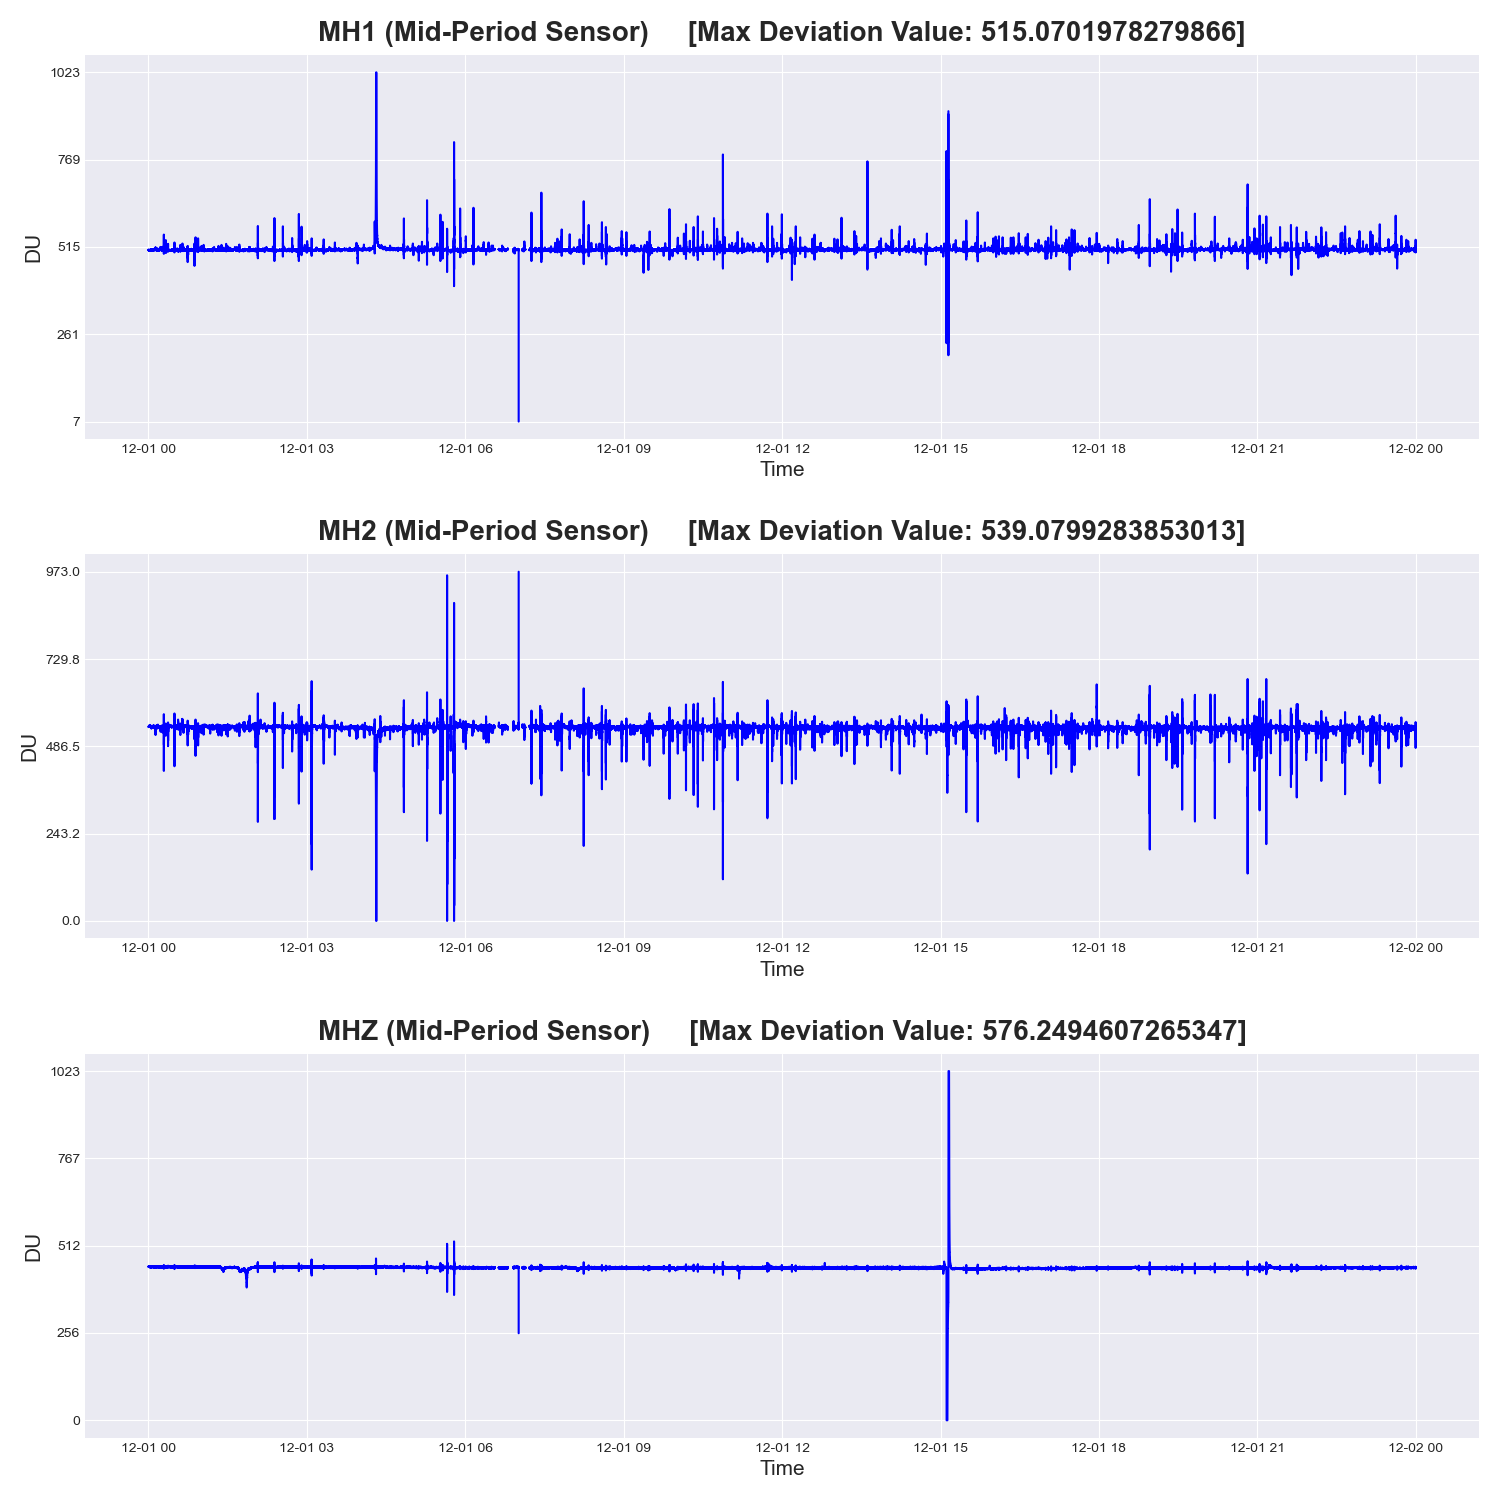 MH1 (Mid-Period Sensor) [Max Deviation Value: 515.0701978279866]
1023
769
515
261
7
DU
12-01 00 12-01 03 12-01 06 12-01 09 12-01 12 12-01 15 12-01 18 12-01 21 12-02 00
Time
MH2 (Mid-Period Sensor) [Max Deviation Value: 539.0799283853013]
973.0
729.8
486.5
243.2
0.0
DU
12-01 00 12-01 03 12-01 06 12-01 09 12-01 12 12-01 15 12-01 18 12-01 21 12-02 00
Time
MHZ (Mid-Period Sensor) [Max Deviation Value: 576.2494607265347]
1023
767
512
256
0
DU
12-01 00 12-01 03 12-01 06 12-01 09 12-01 12 12-01 15 12-01 18 12-01 21 12-02 00
Time